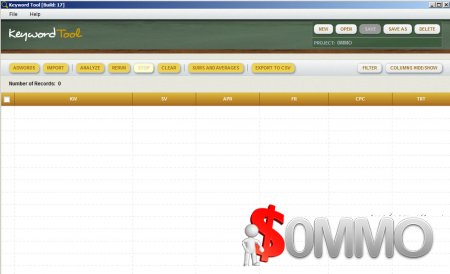 Keyword Tool [Build: 17]
File Help
Keyword Tool
NEW OPEN SAVE SAVE AS DELETE
PROJECT: 0MMO
ADWORDS IMPORT ANALYZE RERUN STOP CLEAR SUMS AND AVERAGES EXPORT TO CSV FILTER COLUMNS HIDE/SHOW
Number of Records: 0
KW SV APR FR CPC TRT
$0MMO